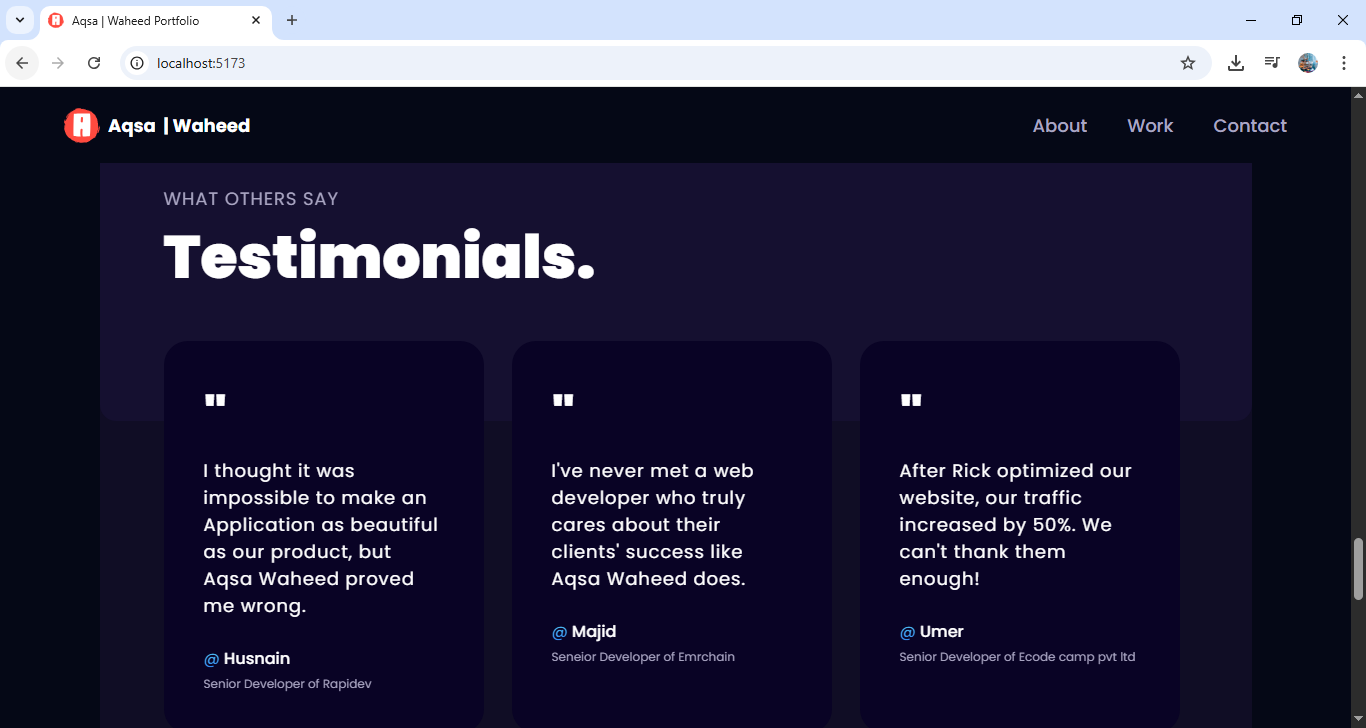 Aqsa | Waheed Portfolio
localhost:5173
Aqsa | Waheed
About Work Contact
WHAT OTHERS SAY
Testimonials.
"
I thought it was
impossible to make an
Application as beautiful
as our product, but
Aqsa Waheed proved
me wrong.
@ Husnain
Senior Developer of Rapidev
"
I've never met a web
developer who truly
cares about their
clients' success like
Aqsa Waheed does.
@ Majid
Seneior Developer of Emrchain
"
After Rick optimized our
website, our traffic
increased by 50%. We
can't thank them
enough!
@ Umer
Senior Developer of Ecode camp pvt ltd